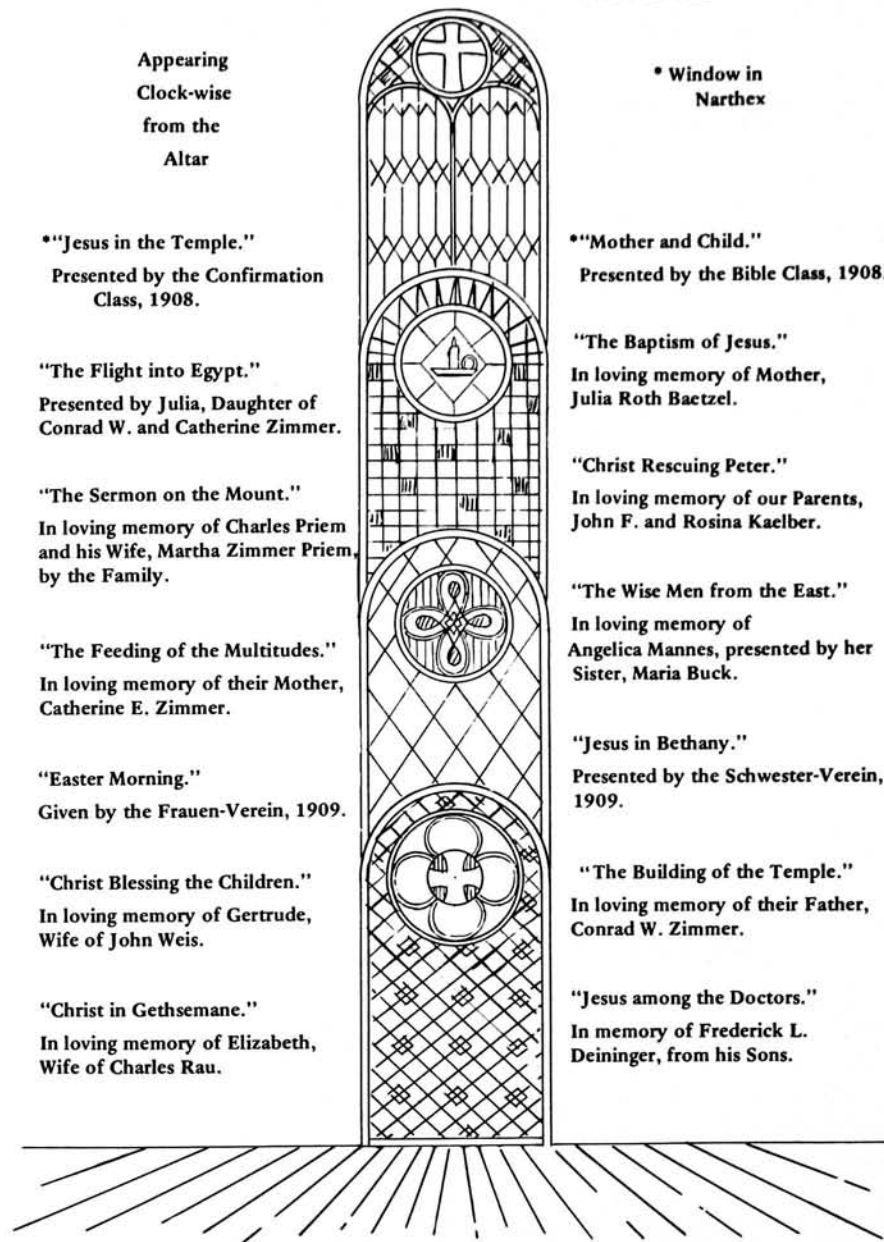 Appearing
Clock-wise
from the
Altar
*“Jesus in the Temple.”
Presented by the Confirmation
Class, 1908.
“The Flight into Egypt.”
Presented by Julia, Daughter of
Conrad W. and Catherine Zimmer.
“The Sermon on the Mount.”
In loving memory of Charles Priem
and his Wife, Martha Zimmer Priem,
by the Family.
“The Feeding of the Multitudes.”
In loving memory of their Mother,
Catherine E. Zimmer.
“Easter Morning.”
Given by the Frauen-Verein, 1909.
“Christ Blessing the Children.”
In loving memory of Gertrude,
Wife of John Weis.
“Christ in Gethsemane.”
In loving memory of Elizabeth,
Wife of Charles Rau.
* Window in
Narthex
*“Mother and Child.”
Presented by the Bible Class, 1908.
“The Baptism of Jesus.”
In loving memory of Mother,
Julia Roth Baetzel.
“Christ Rescuing Peter.”
In loving memory of our Parents,
John F. and Rosina Kaelber.
“The Wise Men from the East.”
In loving memory of
Angelica Mannes, presented by her
Sister, Maria Buck.
“Jesus in Bethany.”
Presented by the Schwester-Verein,
1909.
“The Building of the Temple.”
In loving memory of their Father,
Conrad W. Zimmer.
“Jesus among the Doctors.”
In memory of Frederick L.
Deininger, from his Sons.